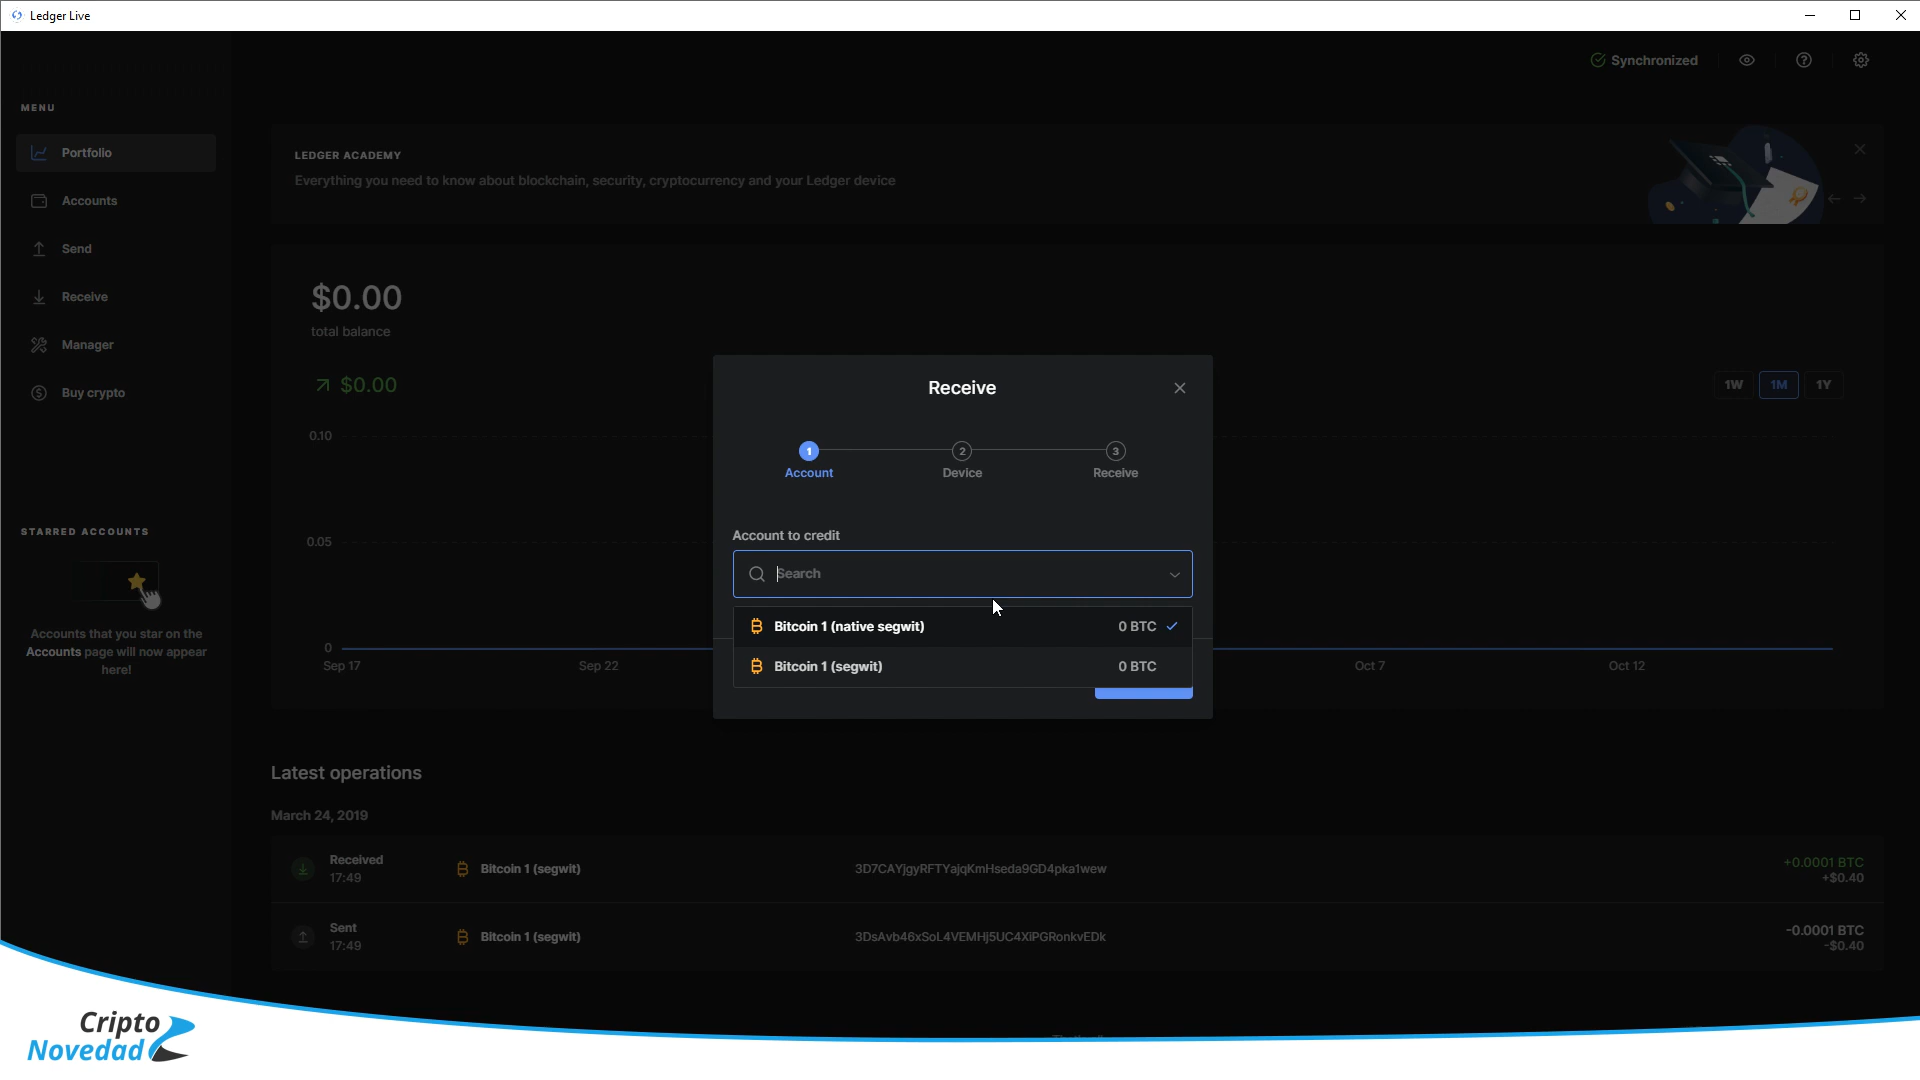 Ledger Live
Synchronized
MENU
Portfolio
Accounts
Send
Receive
Manager
Buy crypto
STARRED ACCOUNTS
Accounts that you star on the
Accounts page will now appear
here!
LEDGER ACADEMY
Everything you need to know about blockchain, security, cryptocurrency and your Ledger device
$0.00
total balance
$0.00
1W 1M 1Y
0.10
0.05
0
Sep 17 Sep 22 Oct 7 Oct 12
Receive
1 2 3
Account Device Receive
Account to credit
Search
Bitcoin 1 (native segwit) 0 BTC
Bitcoin 1 (segwit) 0 BTC
Latest operations
March 24, 2019
Received
17:49
Bitcoin 1 (segwit)
3D7CAYjgyRFTYajqKmHseda9GD4pka1wew
+0.0001 BTC
+$0.40
Sent
17:49
Bitcoin 1 (segwit)
3DsAvb46xSoL4VEMHj5UC4XiPGRonkvEDk
-0.0001 BTC
-$0.40
Cripto
Novedad